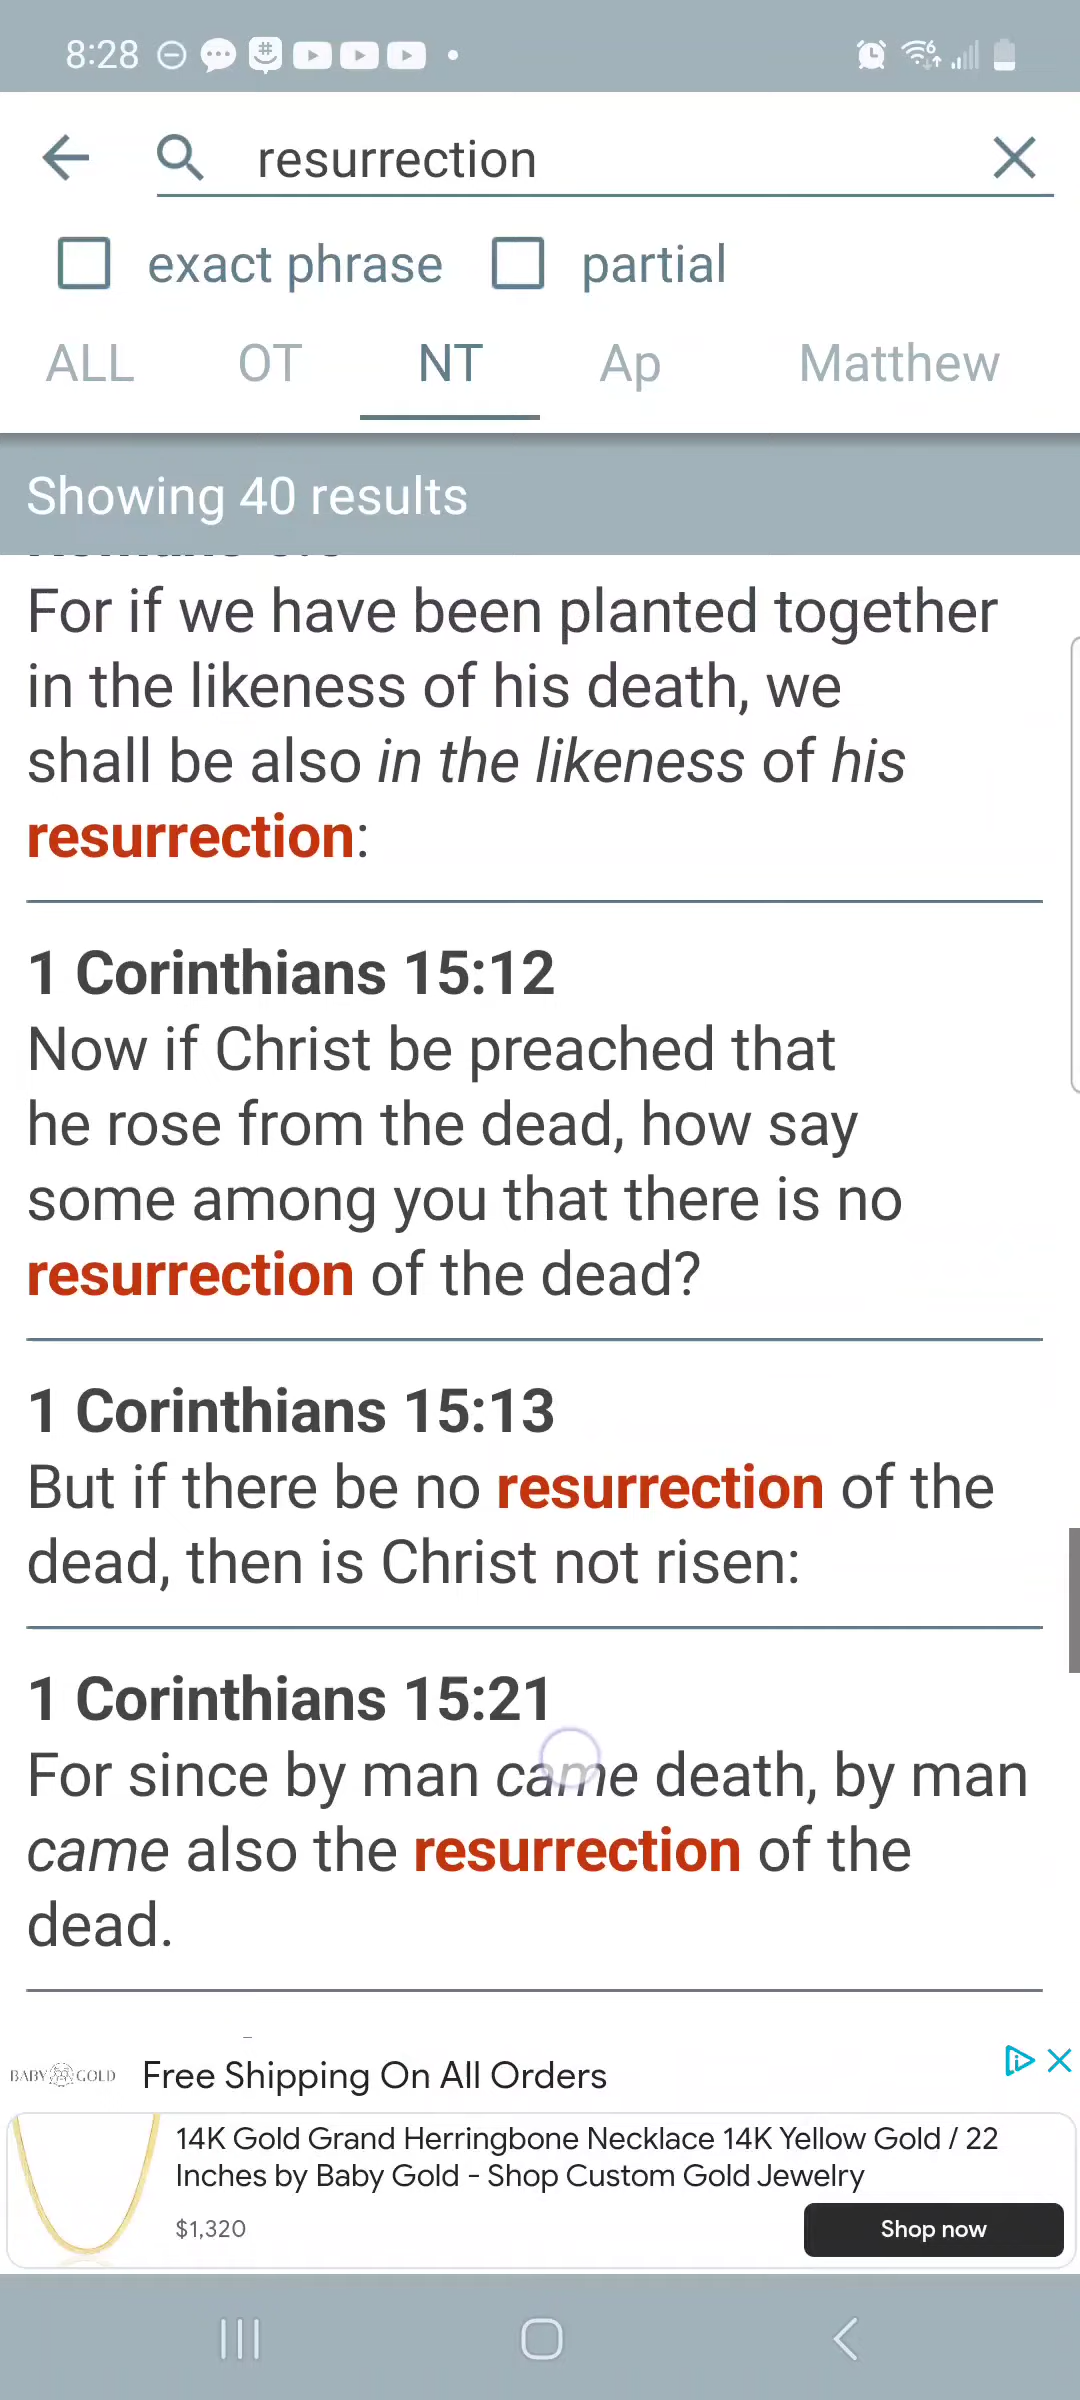 8:28
resurrection
exact phrase partial
ALL OT NT Ap Matthew
Showing 40 results
For if we have been planted together
in the likeness of his death, we
shall be also in the likeness of his
resurrection:
1 Corinthians 15:12
Now if Christ be preached that
he rose from the dead, how say
some among you that there is no
resurrection of the dead?
1 Corinthians 15:13
But if there be no resurrection of the
dead, then is Christ not risen:
1 Corinthians 15:21
For since by man came death, by man
came also the resurrection of the
dead.
BABY GOLD Free Shipping On All Orders
14K Gold Grand Herringbone Necklace 14K Yellow Gold / 22
Inches by Baby Gold - Shop Custom Gold Jewelry
$1,320
Shop now